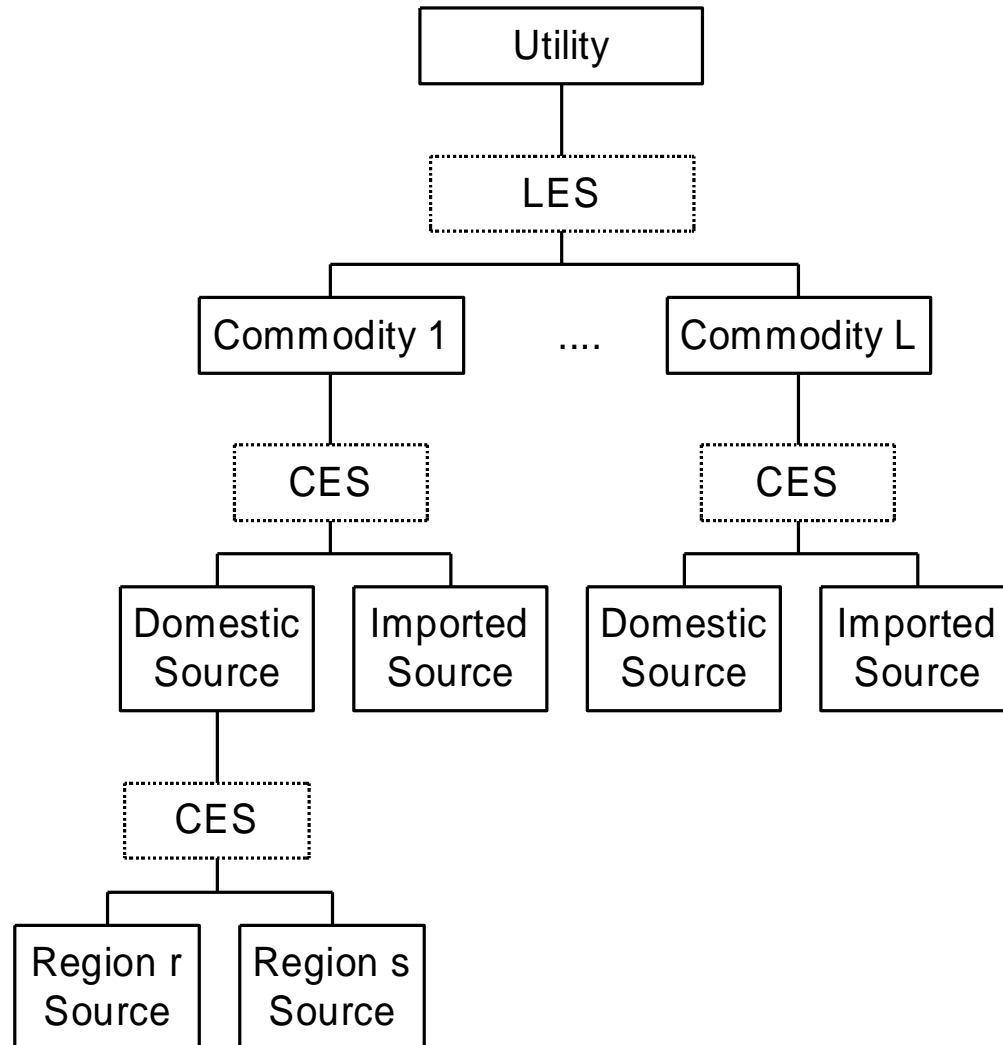 Utility
LES
Commodity 1 .... Commodity L
CES CES
Domestic Source Imported Source Domestic Source Imported Source
CES
Region r Source Region s Source